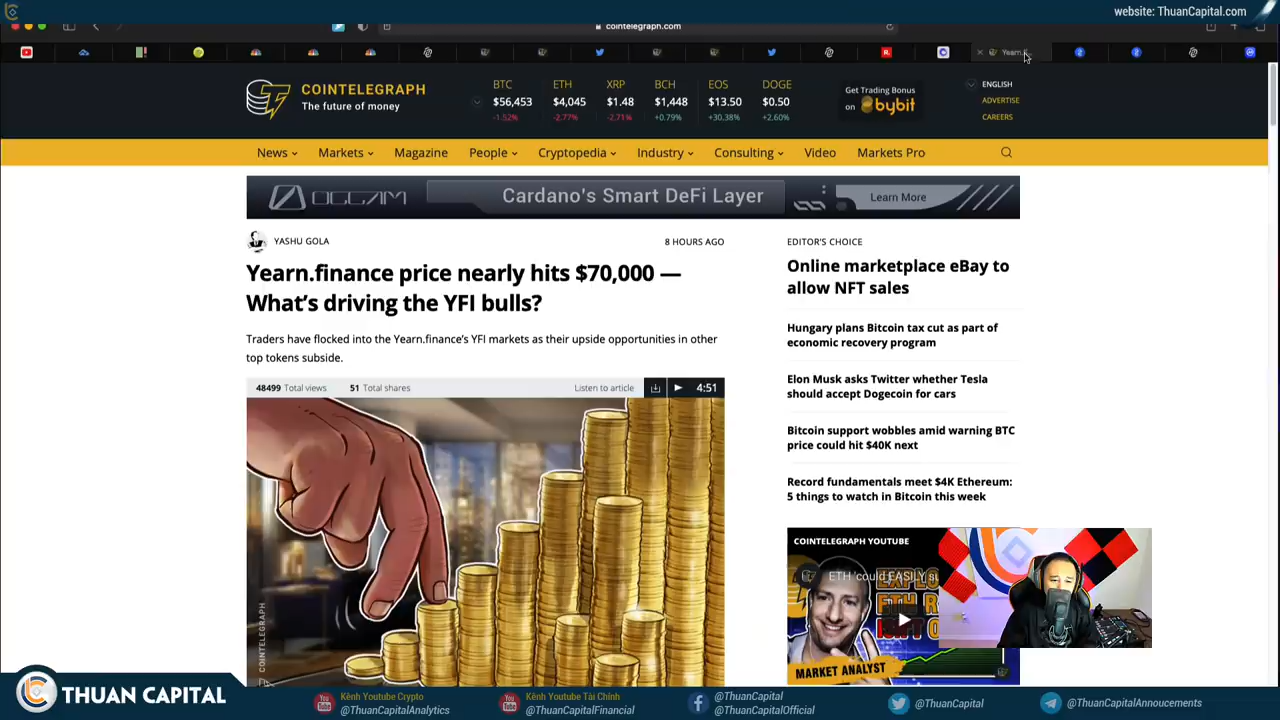 website: ThuanCapital.com
cointelegraph.com
Yearn.f
COINTELEGRAPH
The future of money
BTC
$56,453
-1.52%
ETH
$4,045
-2.77%
XRP
$1.48
-2.71%
BCH
$1,448
+0.79%
EOS
$13.50
+30.38%
DOGE
$0.50
+2.60%
Get Trading Bonus
on bybit
ENGLISH
ADVERTISE
CAREERS
News
Markets
Magazine
People
Cryptopedia
Industry
Consulting
Video
Markets Pro
OCCAM
Cardano's Smart DeFi Layer
Learn More
YASHU GOLA
8 HOURS AGO
Yearn.finance price nearly hits $70,000 —
What's driving the YFI bulls?
Traders have flocked into the Yearn.finance's YFI markets as their upside opportunities in other
top tokens subside.
48499 Total views
51 Total shares
Listen to article
4:51
COINTELEGRAPH
EDITOR'S CHOICE
Online marketplace eBay to
allow NFT sales
Hungary plans Bitcoin tax cut as part of
economic recovery program
Elon Musk asks Twitter whether Tesla
should accept Dogecoin for cars
Bitcoin support wobbles amid warning BTC
price could hit $40K next
Record fundamentals meet $4K Ethereum:
5 things to watch in Bitcoin this week
COINTELEGRAPH YOUTUBE
ETH 'could EASILY su
MARKET ANALYST
THUAN CAPITAL
Kênh Youtube Crypto
@ThuanCapitalAnalytics
Kênh Youtube Tài Chính
@ThuanCapitalFinancial
@ThuanCapital
@ThuanCapitalOfficial
@ThuanCapital
@ThuanCapitalAnnoucements